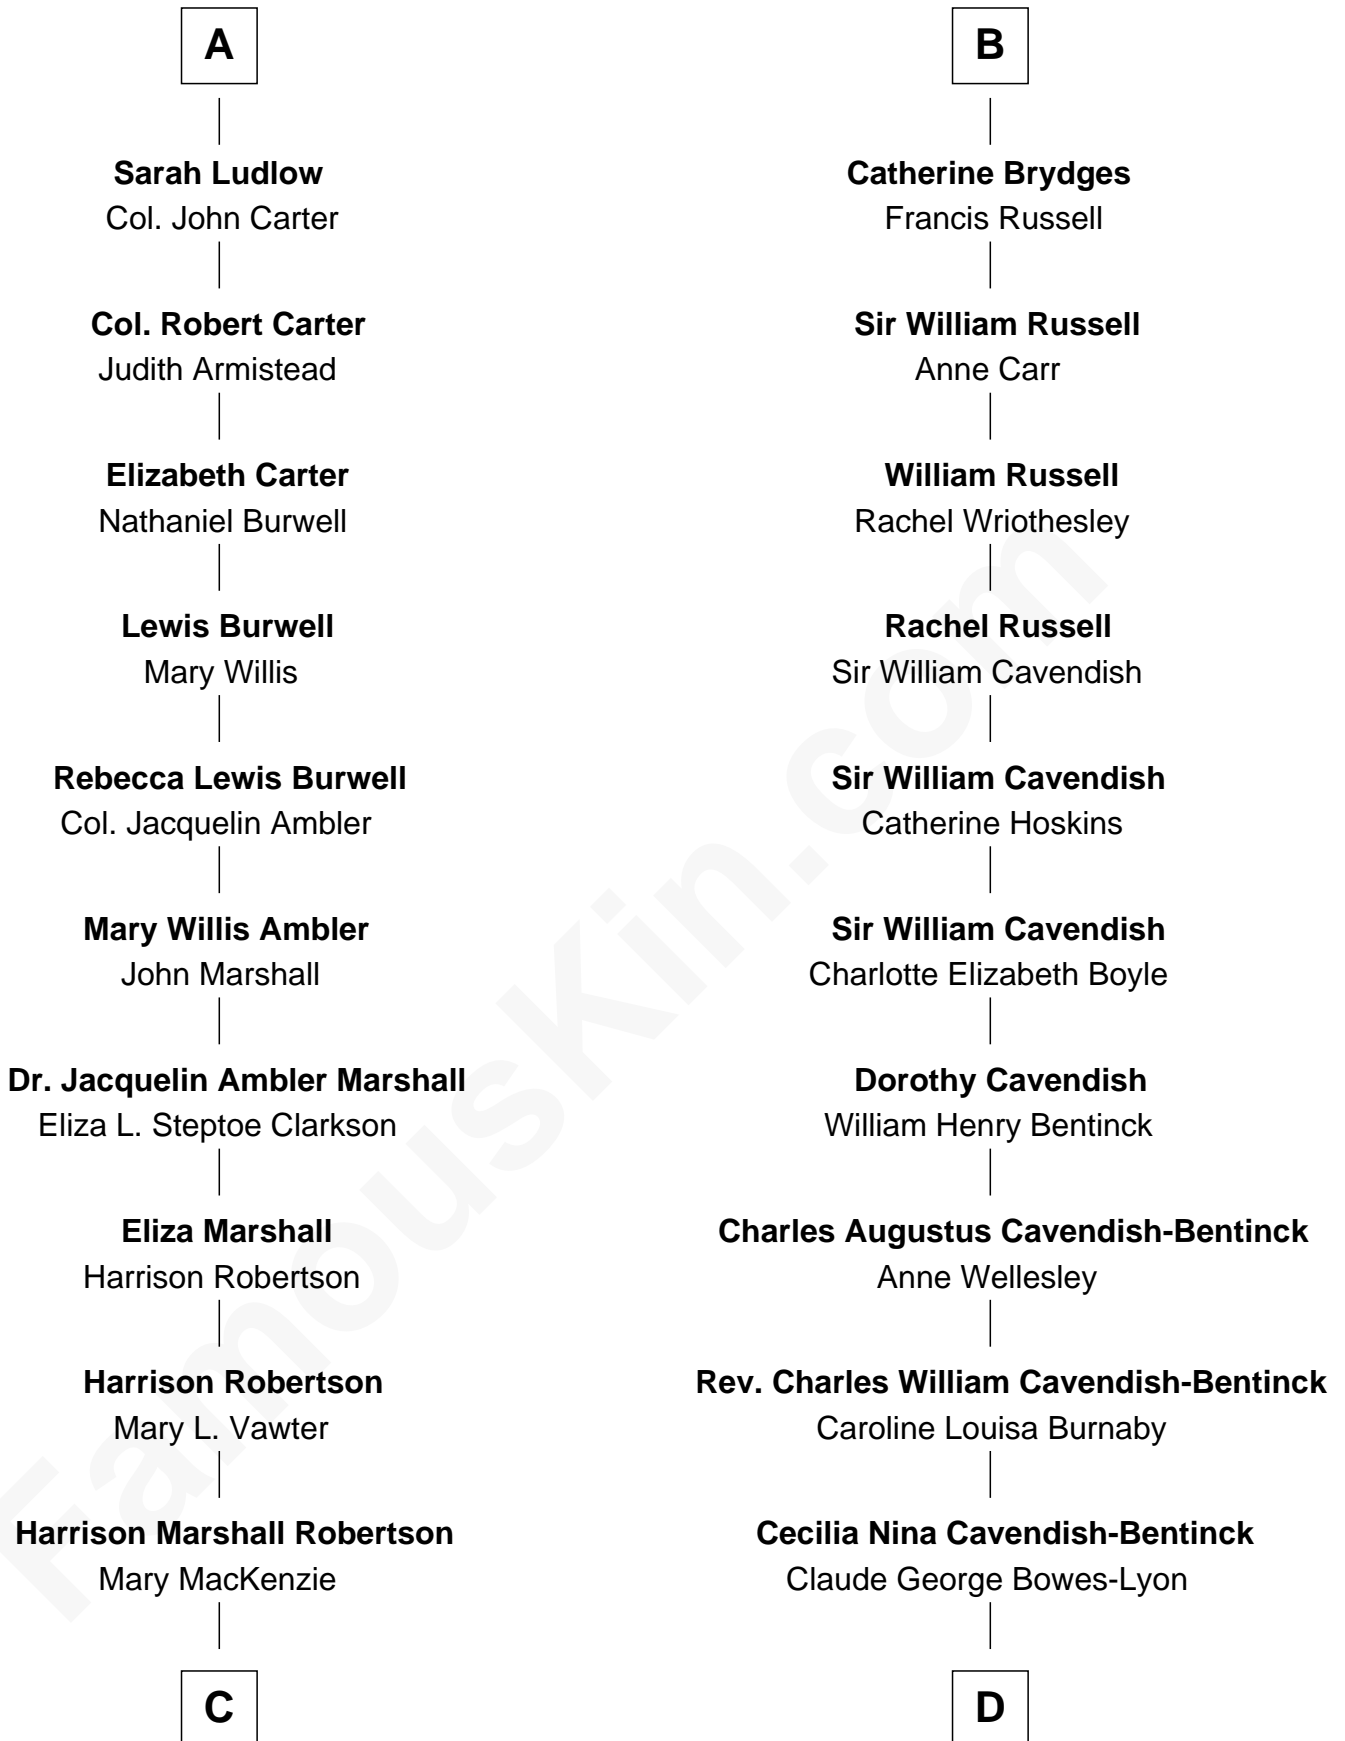 A
Sarah Ludlow
Col. John Carter
Col. Robert Carter
Judith Armistead
Elizabeth Carter
Nathaniel Burwell
Lewis Burwell
Mary Willis
Rebecca Lewis Burwell
Col. Jacquelin Ambler
Mary Willis Ambler
John Marshall
Dr. Jacquelin Ambler Marshall
Eliza L. Steptoe Clarkson
Eliza Marshall
Harrison Robertson
Harrison Robertson
Mary L. Vawter
Harrison Marshall Robertson
Mary MacKenzie
C
B
Catherine Brydges
Francis Russell
Sir William Russell
Anne Carr
William Russell
Rachel Wriothesley
Rachel Russell
Sir William Cavendish
Sir William Cavendish
Catherine Hoskins
Sir William Cavendish
Charlotte Elizabeth Boyle
Dorothy Cavendish
William Henry Bentinck
Charles Augustus Cavendish-Bentinck
Anne Wellesley
Rev. Charles William Cavendish-Bentinck
Caroline Louisa Burnaby
Cecilia Nina Cavendish-Bentinck
Claude George Bowes-Lyon
D
FamousKin.com